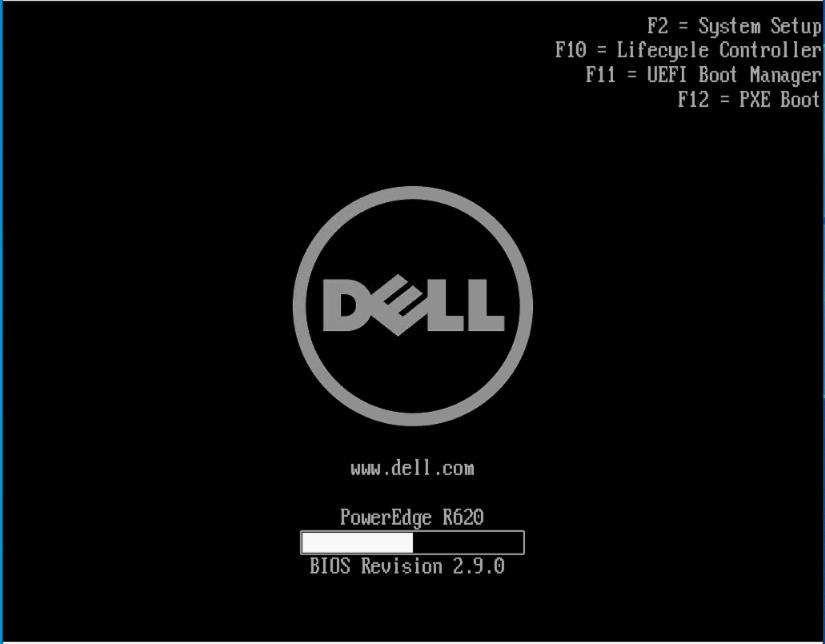 F2 = System Setup
F10 = Lifecycle Controller
F11 = UEFI Boot Manager
F12 = PXE Boot
DELL
www.dell.com
PowerEdge R620
BIOS Revision 2.9.0